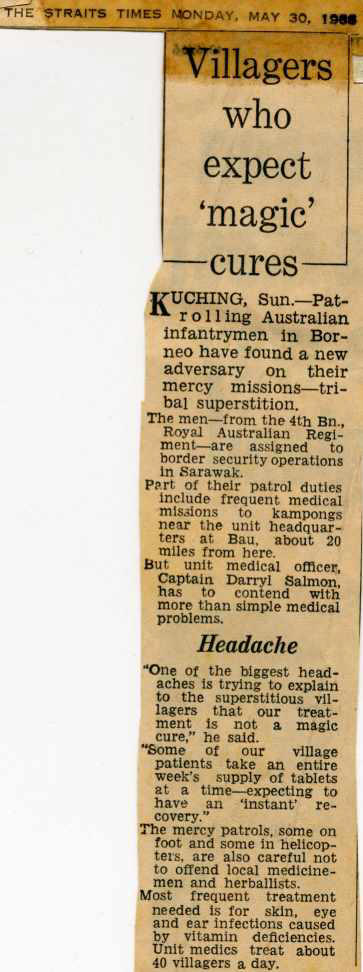 THE STRAITS TIMES MONDAY, MAY 30, 1966
Villagers
who
expect
‘magic’
cures
KUCHING, Sun.—Pat-
rolling Australian
infantrymen in Bor-
neo have found a new
adversary on their
mercy missions—tri-
bal superstition.
The men—from the 4th Bn.,
Royal Australian Regi-
ment—are assigned to
border security operations
in Sarawak.
Part of their patrol duties
include frequent medical
missions to kampongs
near the unit headquar-
ters at Bau, about 20
miles from here.
But unit medical officer,
Captain Darryl Salmon,
has to contend with
more than simple medical
problems.
Headache
“One of the biggest head-
aches is trying to explain
to the superstitious vil-
lagers that our treat-
ment is not a magic
cure,” he said.
“Some of our village
patients take an entire
week’s supply of tablets
at a time—expecting to
have an ‘instant’ re-
covery.”
The mercy patrols, some on
foot and some in helicop-
ters, are also careful not
to offend local medicine-
men and herballists.
Most frequent treatment
needed is for skin, eye
and ear infections caused
by vitamin deficiencies.
Unit medics treat about
40 villagers a day.